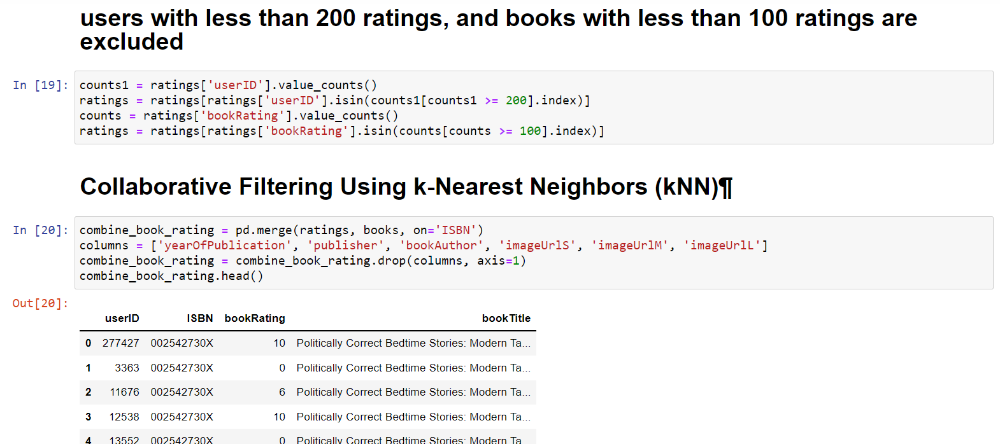 users with less than 200 ratings, and books with less than 100 ratings are
excluded
In [19]: counts1 = ratings['userID'].value_counts()
ratings = ratings[ratings['userID'].isin(counts1[counts1 >= 200].index)]
counts = ratings['bookRating'].value_counts()
ratings = ratings[ratings['bookRating'].isin(counts[counts >= 100].index)]
Collaborative Filtering Using k-Nearest Neighbors (kNN)¶
In [20]: combine_book_rating = pd.merge(ratings, books, on='ISBN')
columns = ['yearOfPublication', 'publisher', 'bookAuthor', 'imageUrlS', 'imageUrlM', 'imageUrlL']
combine_book_rating = combine_book_rating.drop(columns, axis=1)
combine_book_rating.head()
Out[20]:
userID ISBN bookRating bookTitle
0 277427 002542730X 10 Politically Correct Bedtime Stories: Modern Ta...
1 3363 002542730X 0 Politically Correct Bedtime Stories: Modern Ta...
2 11676 002542730X 6 Politically Correct Bedtime Stories: Modern Ta...
3 12538 002542730X 10 Politically Correct Bedtime Stories: Modern Ta...
4 13552 002542730X 0 Politically Correct Bedtime Stories: Modern Ta...